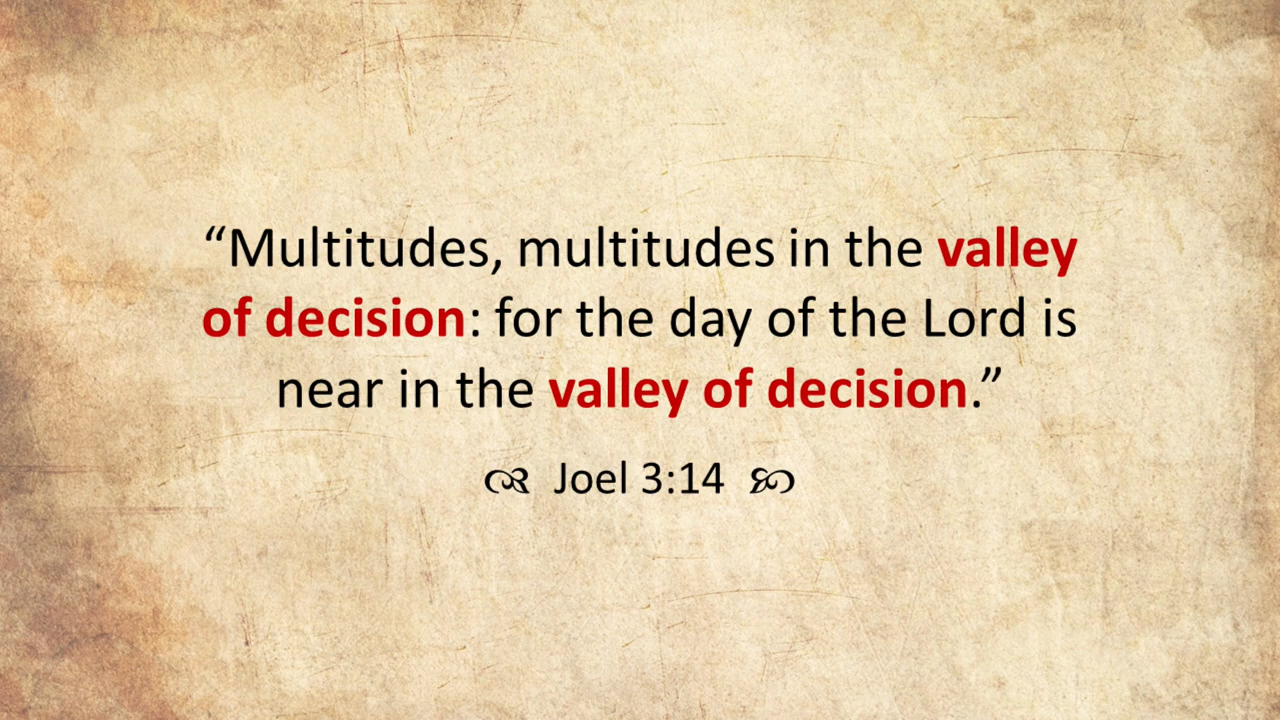 “Multitudes, multitudes in the valley
of decision: for the day of the Lord is
near in the valley of decision.”
Joel 3:14